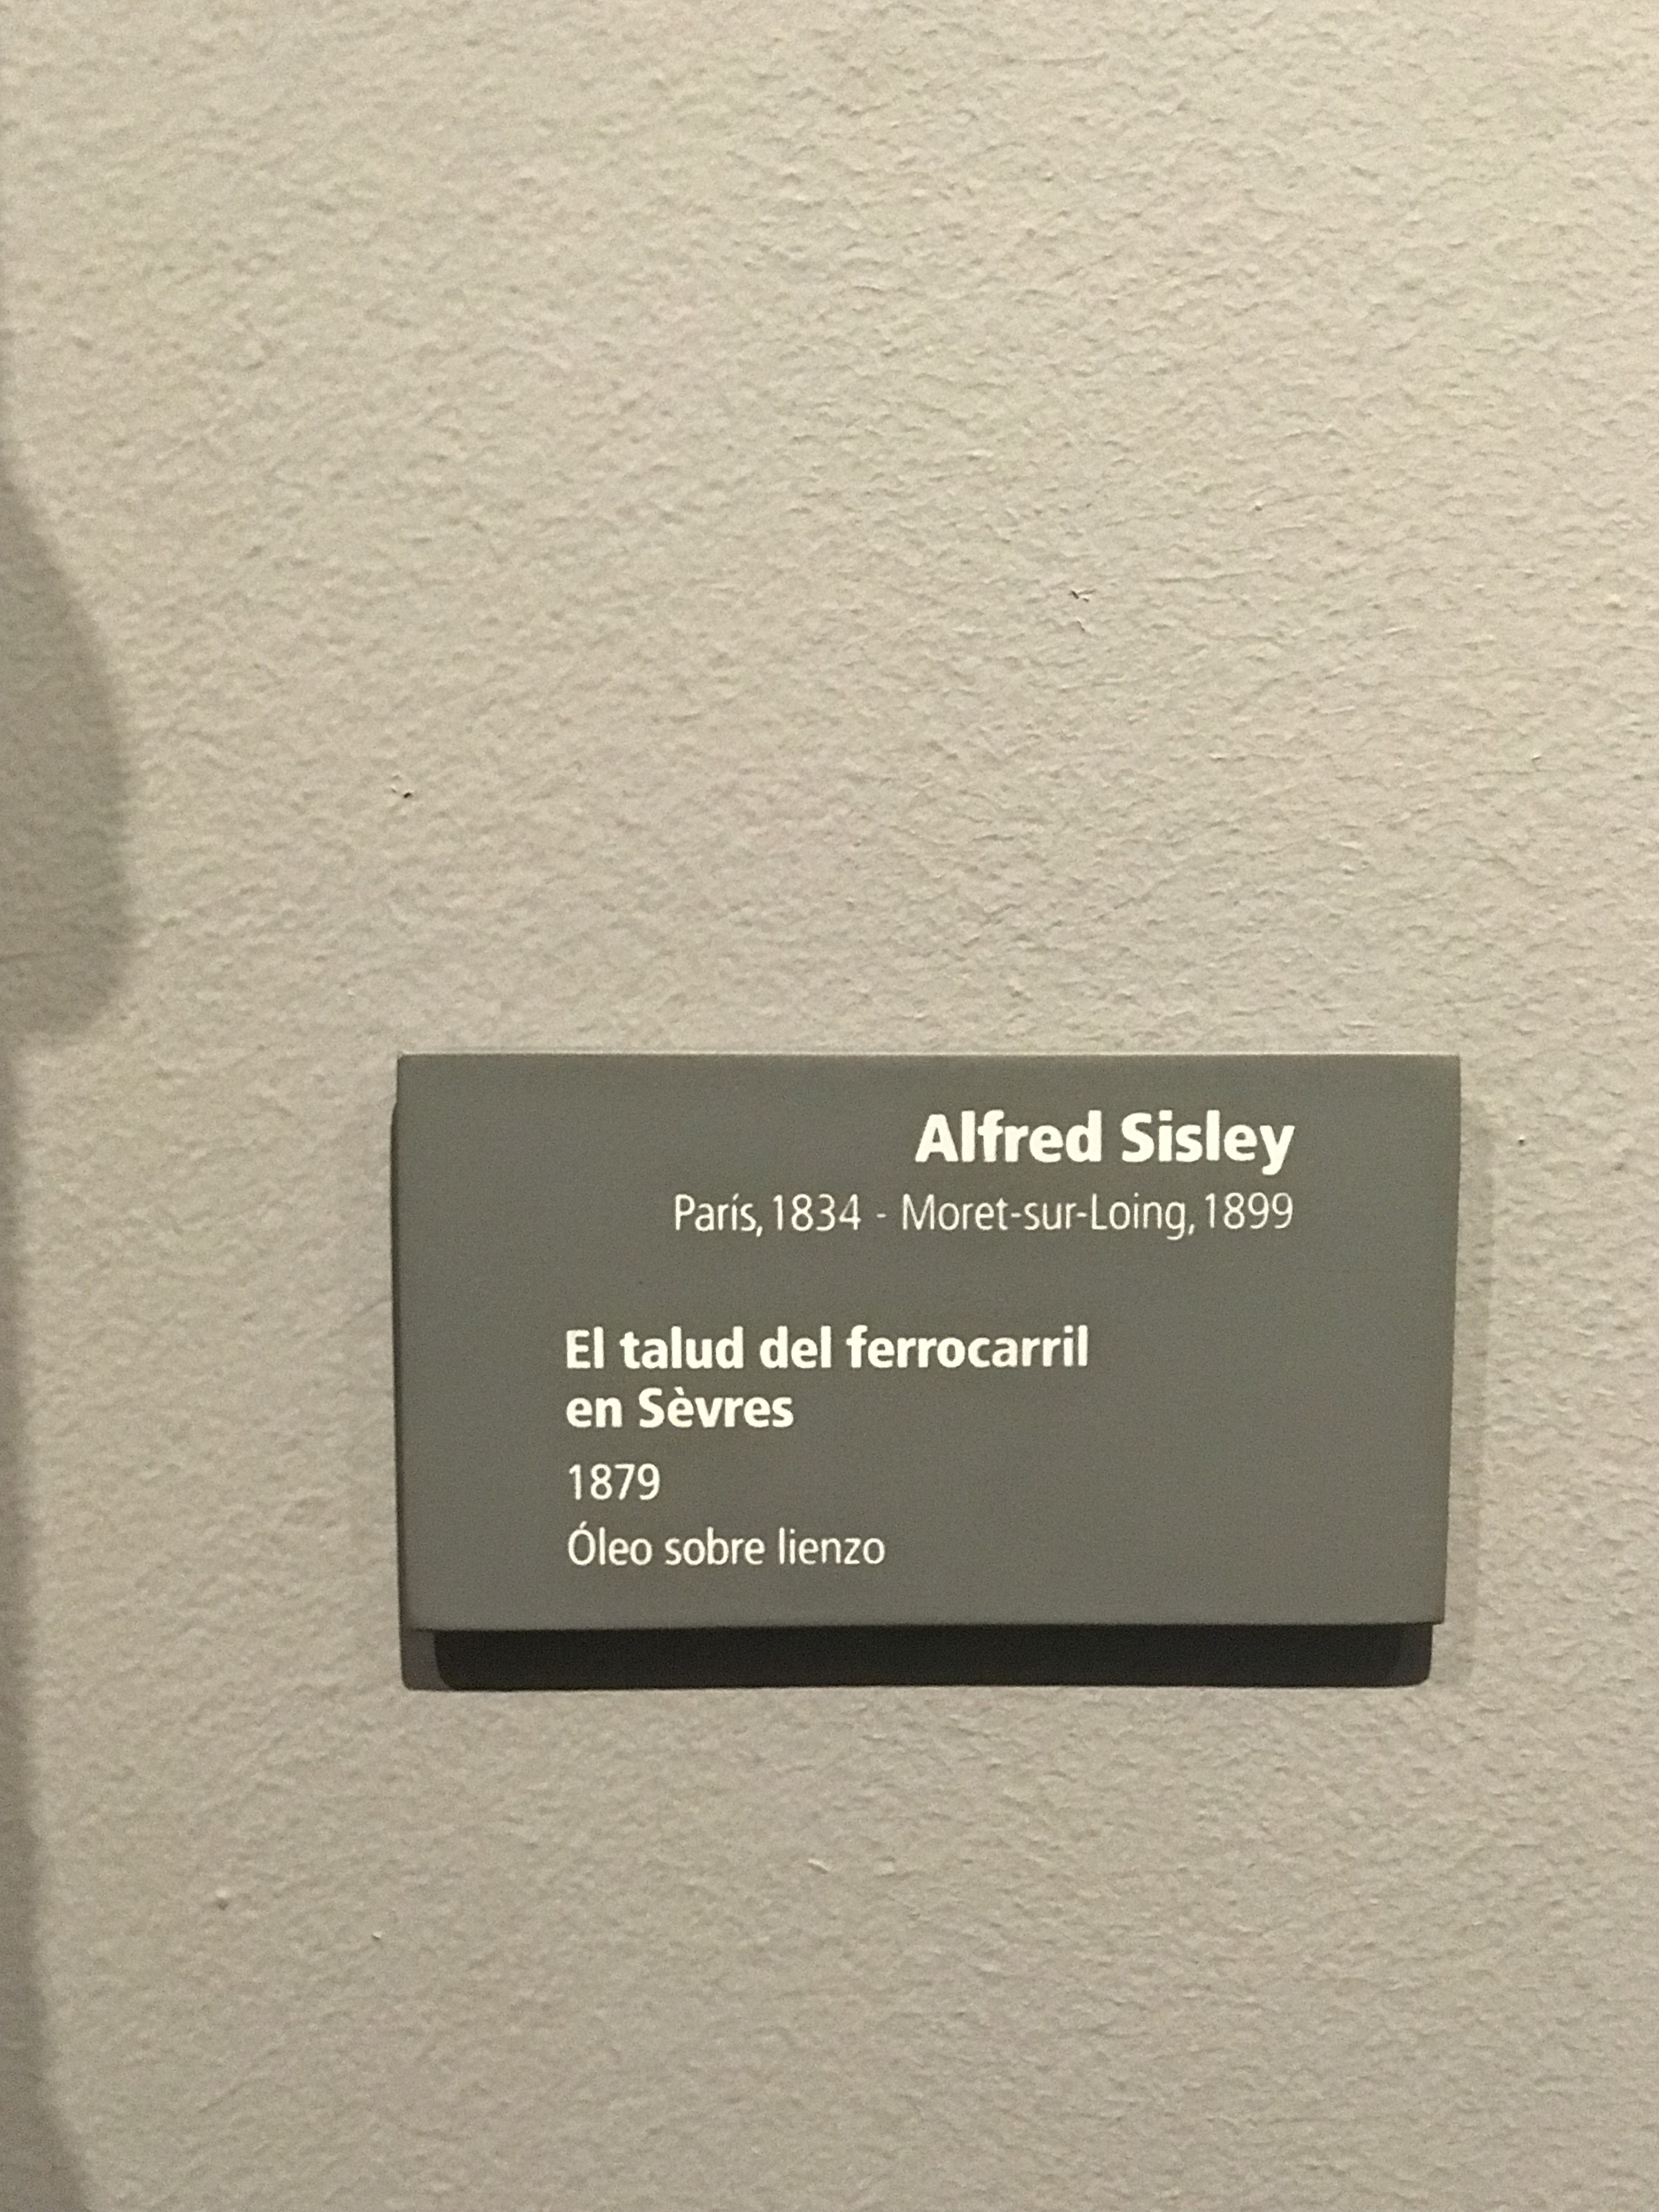 Alfred Sisley
París, 1834 - Moret-sur-Loing, 1899
El talud del ferrocarril
en Sèvres
1879
Óleo sobre lienzo